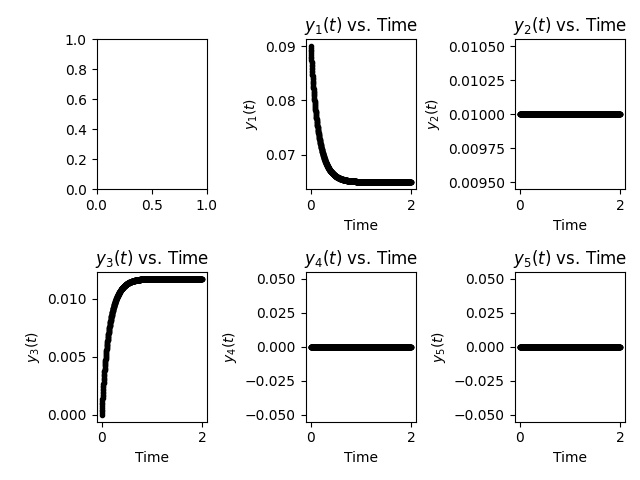 1.0
0.8
0.6
0.4
0.2
0.0
0.0 0.5 1.0
y₁(t) vs. Time
0.09
0.08
0.07
y₁(t)
0 2
Time
y₂(t) vs. Time
0.01050
0.01025
0.01000
0.00975
0.00950
y₂(t)
0 2
Time
y₃(t) vs. Time
0.010
0.005
0.000
y₃(t)
0 2
Time
y₄(t) vs. Time
0.050
0.025
0.000
−0.025
−0.050
y₄(t)
0 2
Time
y₅(t) vs. Time
0.050
0.025
0.000
−0.025
−0.050
y₅(t)
0 2
Time